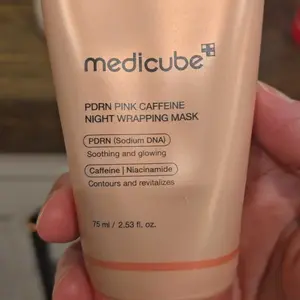 medicube
PDRN PINK CAFFEINE
NIGHT WRAPPING MASK
PDRN (Sodium DNA)
Soothing and glowing
Caffeine | Niacinamide
Contours and revitalizes
75 ml / 2.53 fl. oz.